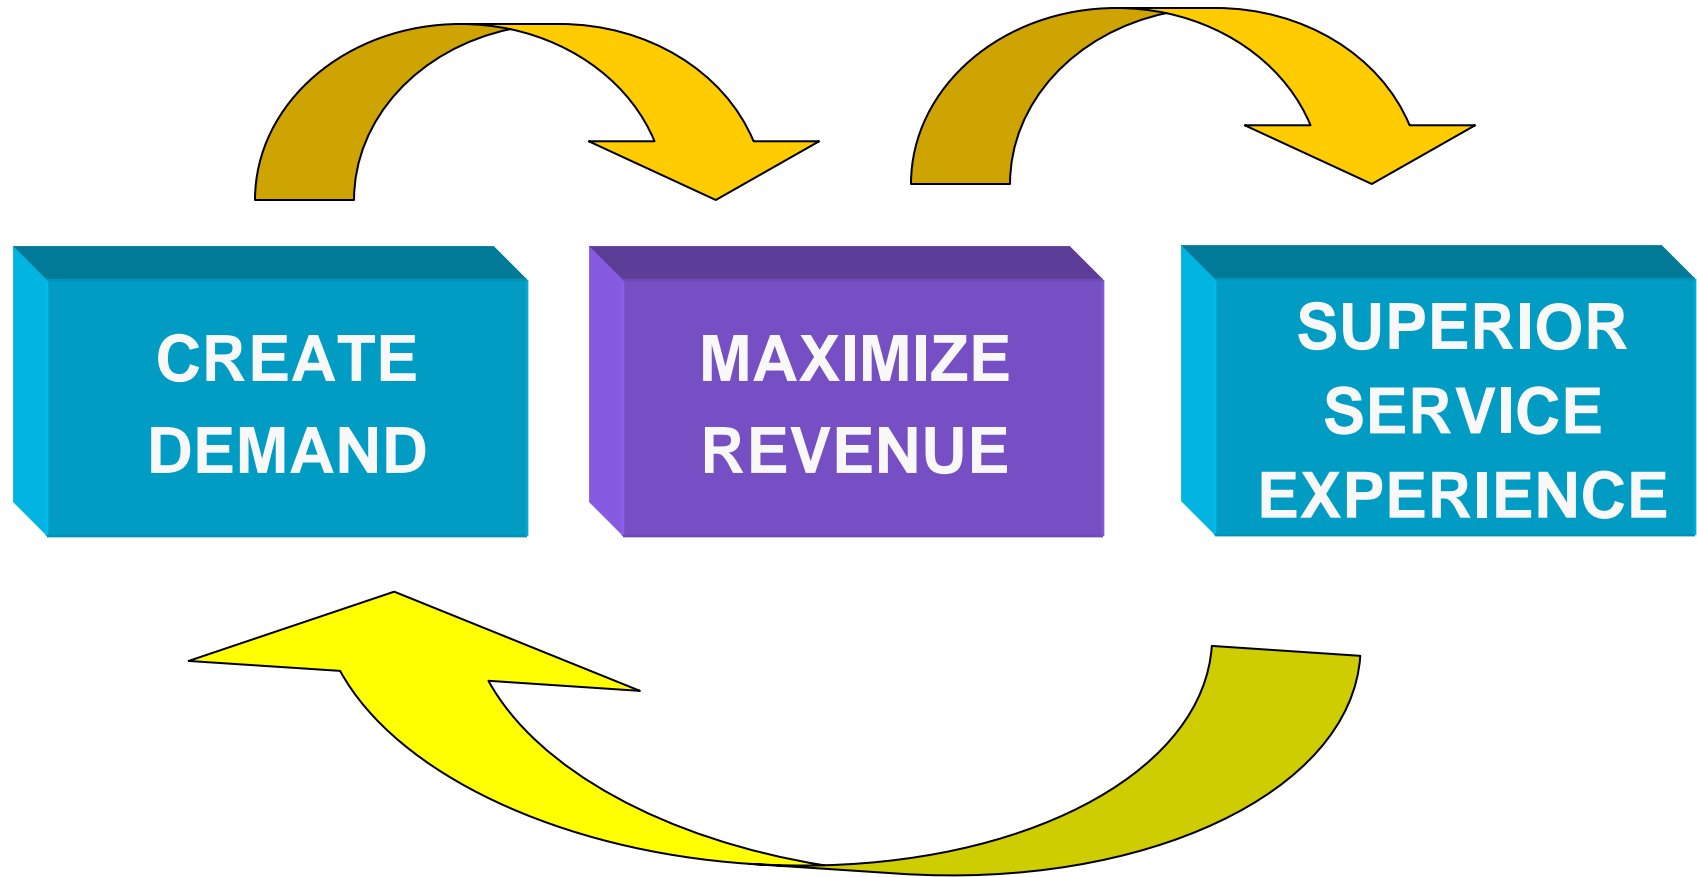 CREATE
DEMAND
MAXIMIZE
REVENUE
SUPERIOR
SERVICE
EXPERIENCE